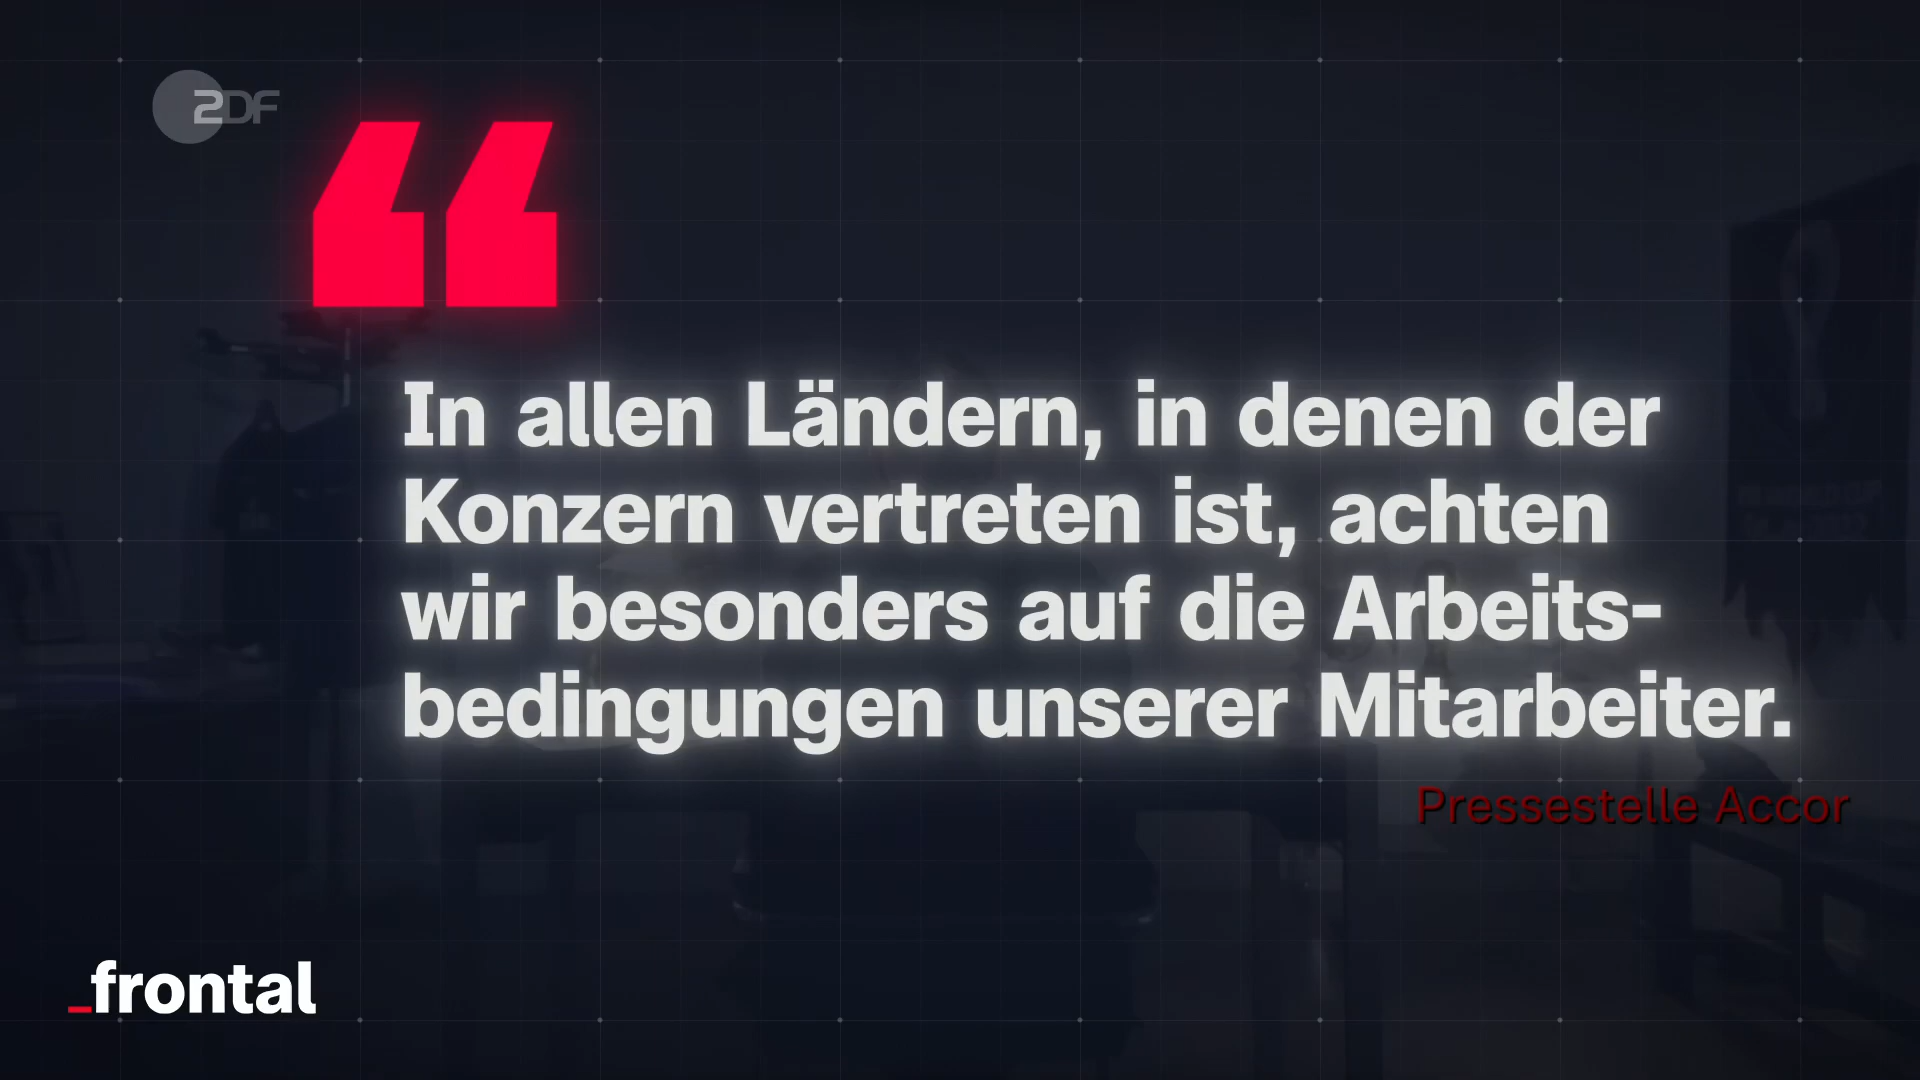 ZDF
In allen Ländern, in denen der
Konzern vertreten ist, achten
wir besonders auf die Arbeits-
bedingungen unserer Mitarbeiter.
Pressestelle Accor
_frontal